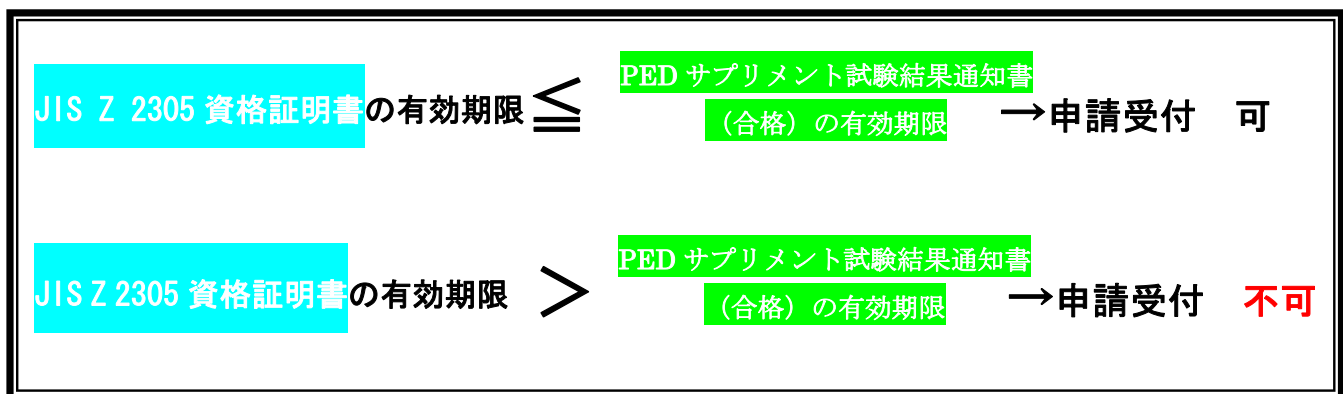 PED サプリメント試験結果通知書
JIS Z 2305 資格証明書の有効期限 ≦ （合格）の有効期限 →申請受付 可
PED サプリメント試験結果通知書
JIS Z 2305 資格証明書の有効期限 ＞ （合格）の有効期限 →申請受付 不可